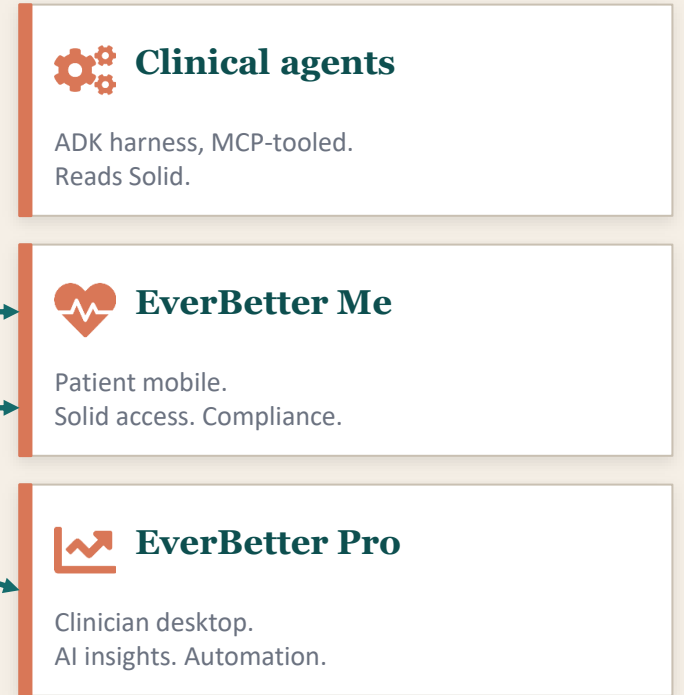 Clinical agents
ADK harness, MCP-tooled.
Reads Solid.
EverBetter Me
Patient mobile.
Solid access. Compliance.
EverBetter Pro
Clinician desktop.
AI insights. Automation.